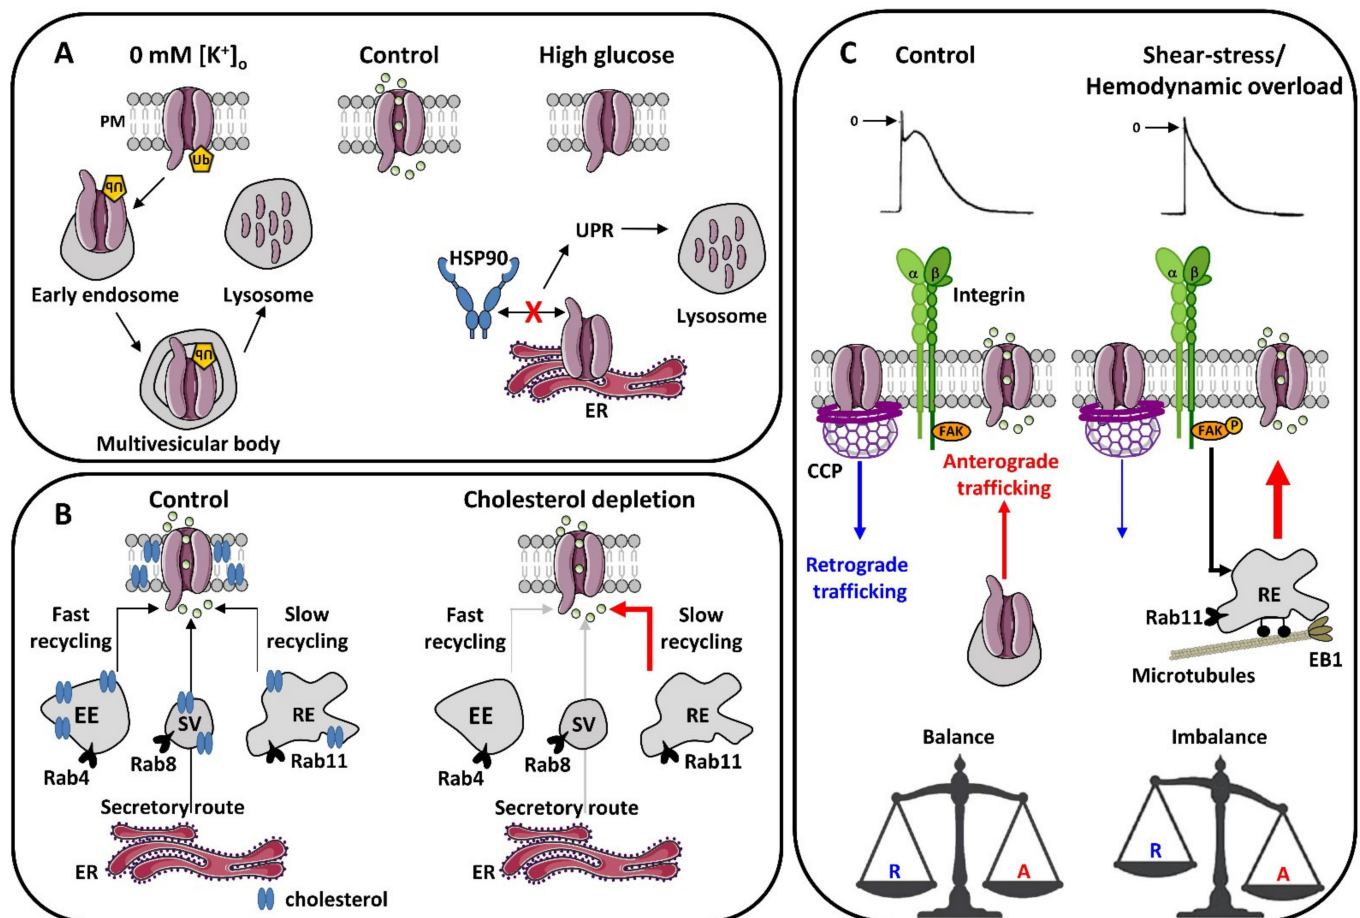 A
0 mM [K⁺]ₒ
Control
High glucose
PM
Ub
Ub
Early endosome
Lysosome
Ub
Multivesicular body
HSP90
X
UPR
Lysosome
ER
B
Control
Cholesterol depletion
Fast
recycling
Slow
recycling
Fast
recycling
Slow
recycling
EE
SV
RE
Rab4
Rab8
Rab11
EE
SV
RE
Rab4
Rab8
Rab11
Secretory route
Secretory route
ER
ER
cholesterol
C
Control
Shear-stress/
Hemodynamic overload
0
0
α
β
Integrin
α
β
FAK
FAK
P
CCP
Anterograde
trafficking
Retrograde
trafficking
RE
Rab11
EB1
Microtubules
Balance
Imbalance
R
A
R
A